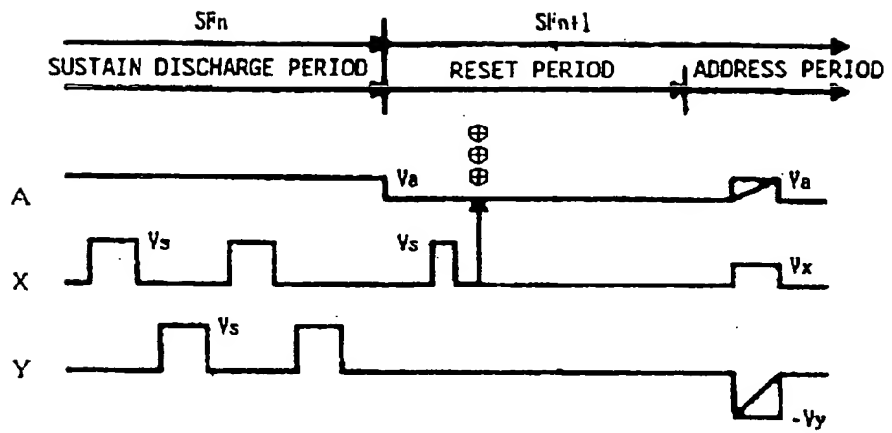 SFn SFn+1
SUSTAIN DISCHARGE PERIOD RESET PERIOD ADDRESS PERIOD
A Va Va
X Vs Vs Vx
Y Vs
-Vy